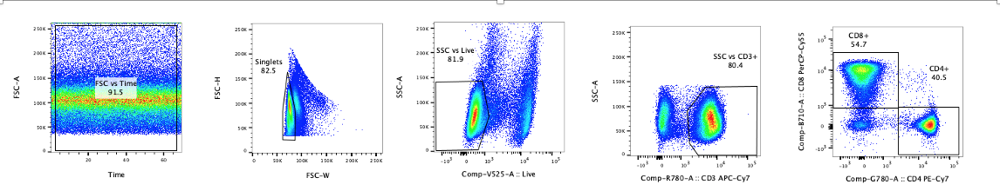 FSC-A
250K
200K
150K
100K
50K
0
FSC vs Time
91.5
20
40
60
Time
FSC-H
250K
200K
150K
100K
50K
0
Singlets
82.5
0
50K
100K
150K
200K
250K
FSC-W
SSC-A
250K
200K
150K
100K
50K
0
SSC vs Live
81.9
-10³
0
10³
10⁴
10⁵
Comp-V525-A :: Live
SSC-A
250K
200K
150K
100K
50K
0
SSC vs CD3+
80.4
-10³
0
10³
10⁴
10⁵
Comp-R780-A :: CD3 APC-Cy7
Comp-B710-A :: CD8 PerCP-Cy55
10⁵
10⁴
10³
0
-10³
CD8+
54.7
CD4+
40.5
-10³
0
10³
10⁴
10⁵
Comp-G780-A :: CD4 PE-Cy7